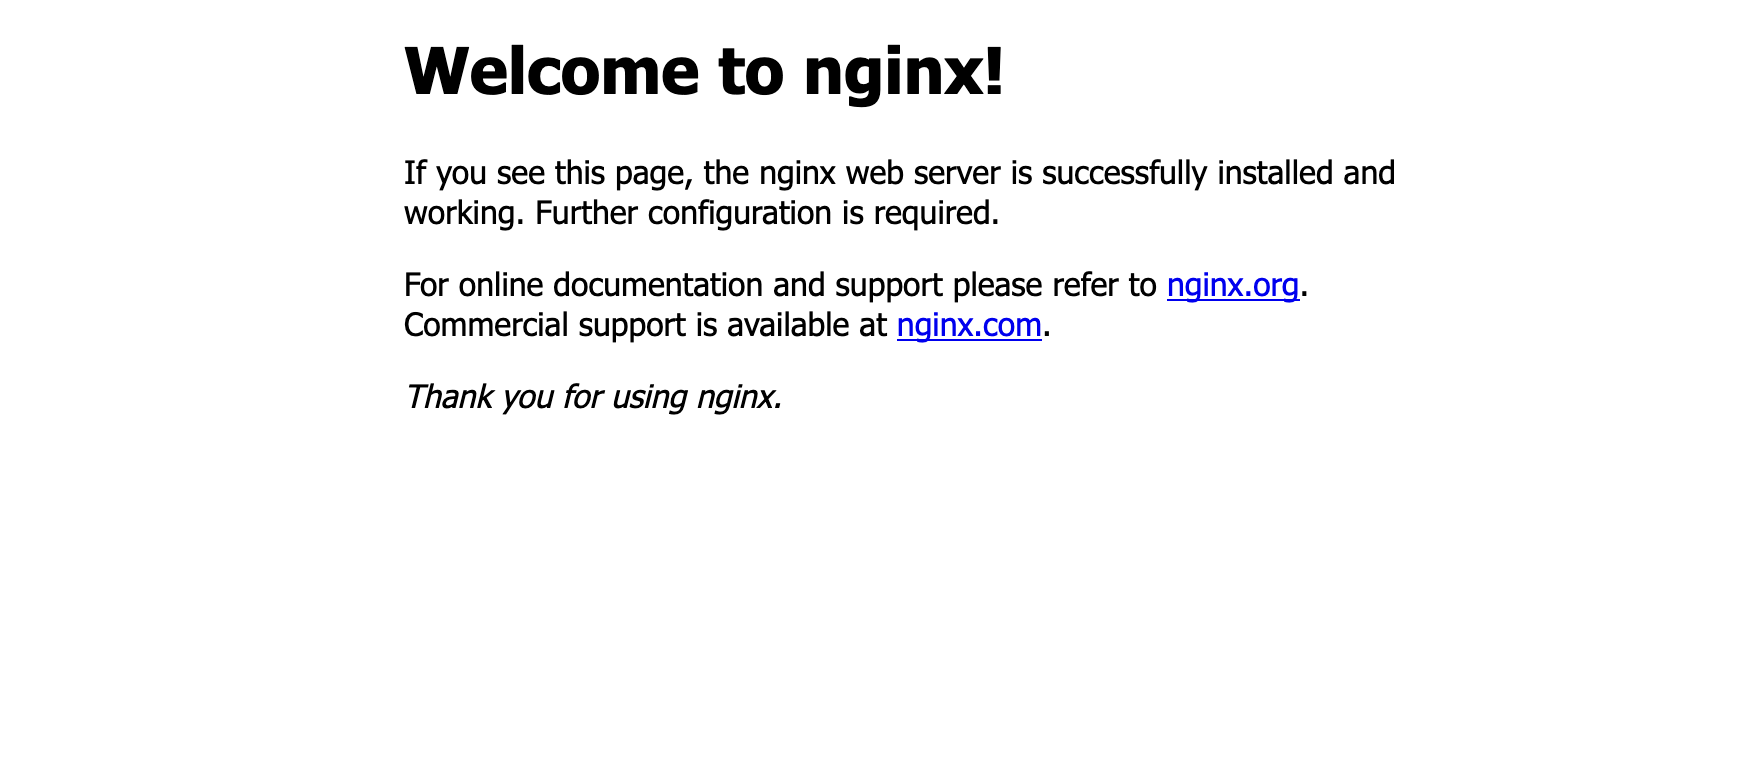 Welcome to nginx!
If you see this page, the nginx web server is successfully installed and
working. Further configuration is required.
For online documentation and support please refer to nginx.org.
Commercial support is available at nginx.com.
Thank you for using nginx.